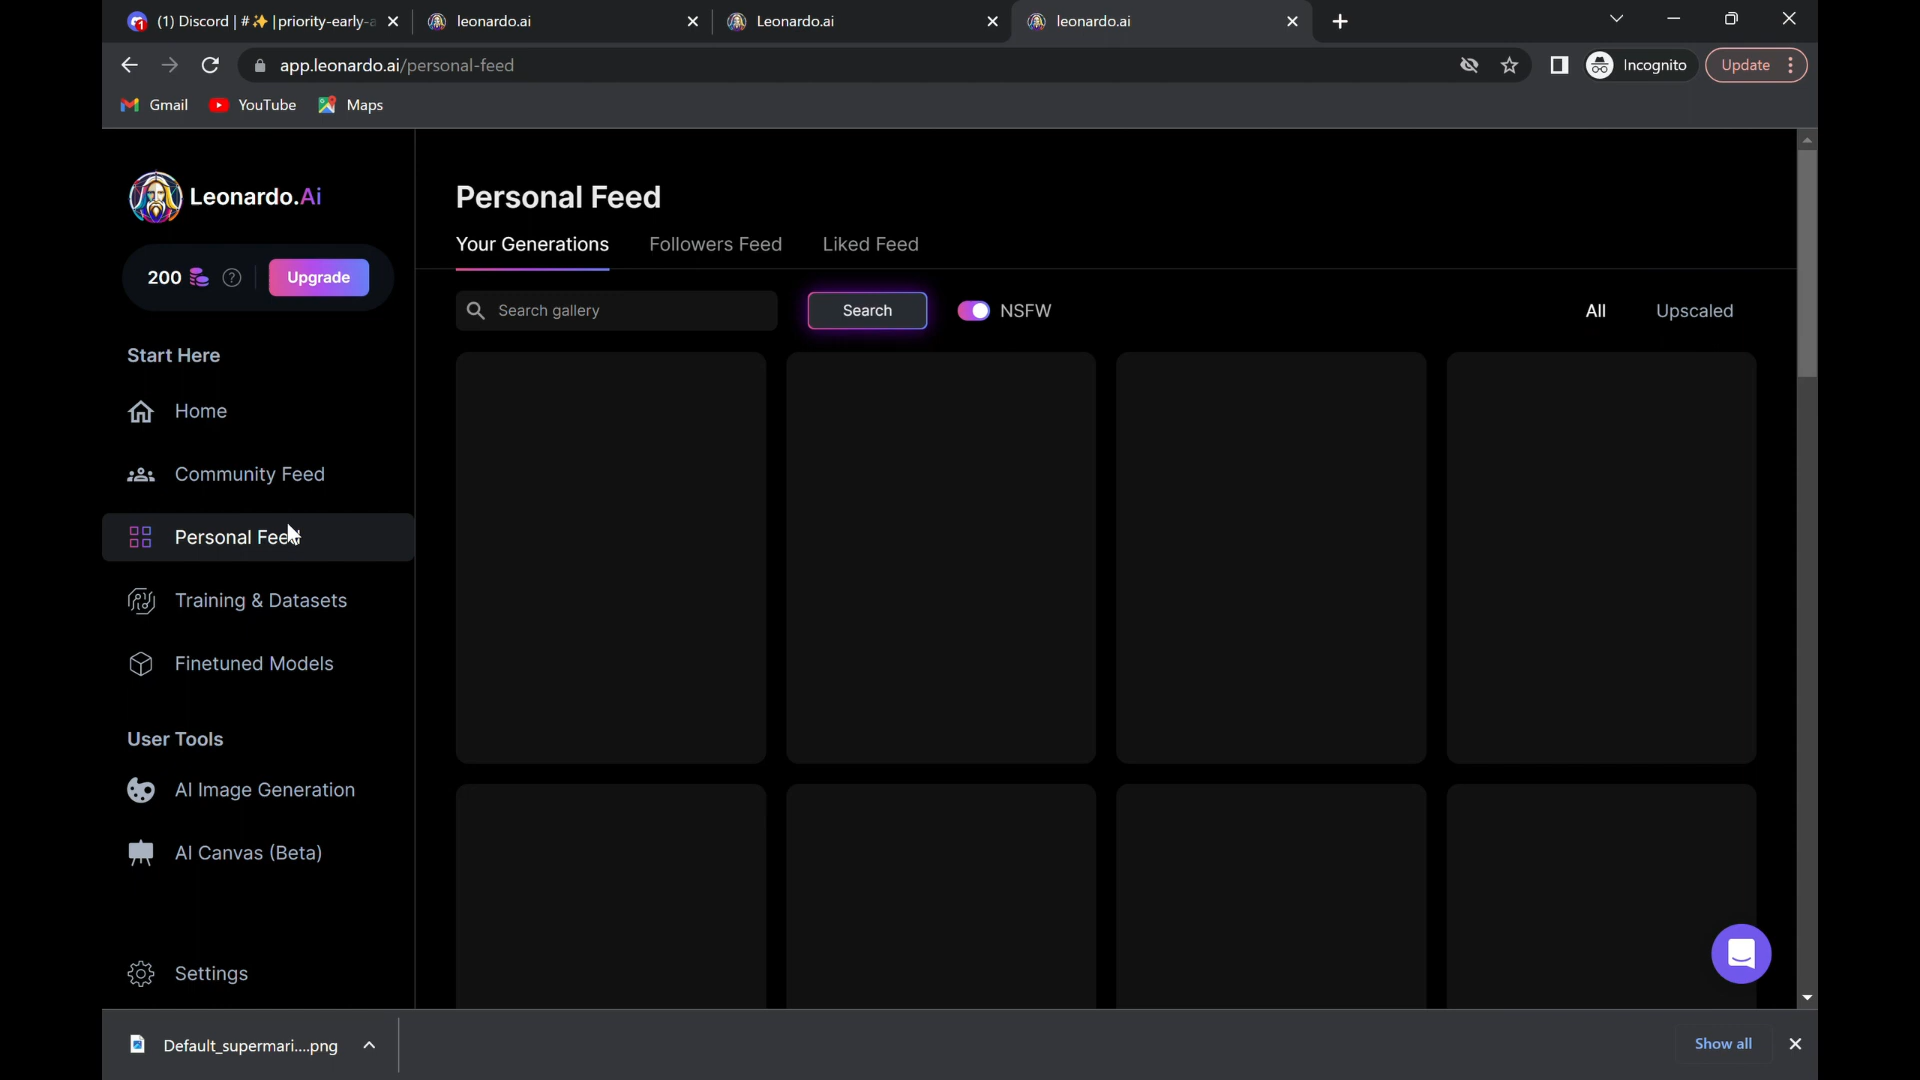 (1) Discord | #✨ | priority-early-a
leonardo.ai
Leonardo.ai
leonardo.ai
app.leonardo.ai/personal-feed
Incognito
Update
Gmail
YouTube
Maps
Leonardo.Ai
200
?
Upgrade
Start Here
Home
Community Feed
Personal Feed
Training & Datasets
Finetuned Models
User Tools
AI Image Generation
AI Canvas (Beta)
Settings
Personal Feed
Your Generations
Followers Feed
Liked Feed
Search gallery
Search
NSFW
All
Upscaled
Default_supermari....png
Show all